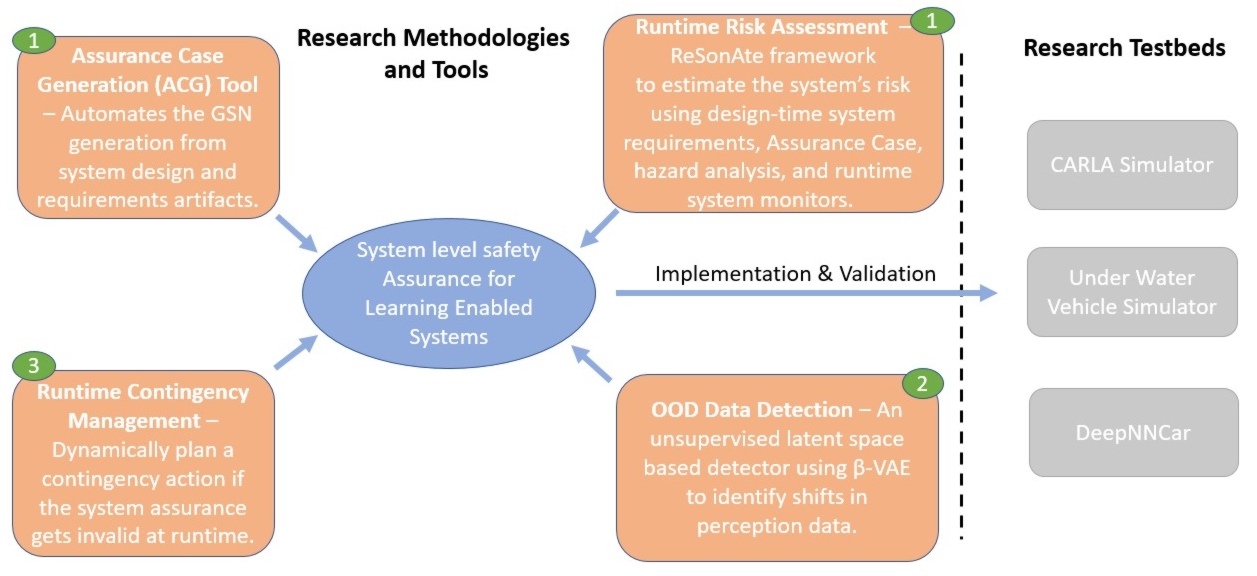 Research Methodologies
and Tools
1
Assurance Case
Generation (ACG) Tool
– Automates the GSN
generation from
system design and
requirements artifacts.
1
Runtime Risk Assessment –
ReSonAte framework
to estimate the system's risk
using design-time system
requirements, Assurance Case,
hazard analysis, and runtime
system monitors.
System level safety
Assurance for
Learning Enabled
Systems
Implementation & Validation
3
Runtime Contingency
Management –
Dynamically plan a
contingency action if
the system assurance
gets invalid at runtime.
2
OOD Data Detection – An
unsupervised latent space
based detector using β-VAE
to identify shifts in
perception data.
Research Testbeds
CARLA Simulator
Under Water
Vehicle Simulator
DeepNNCar